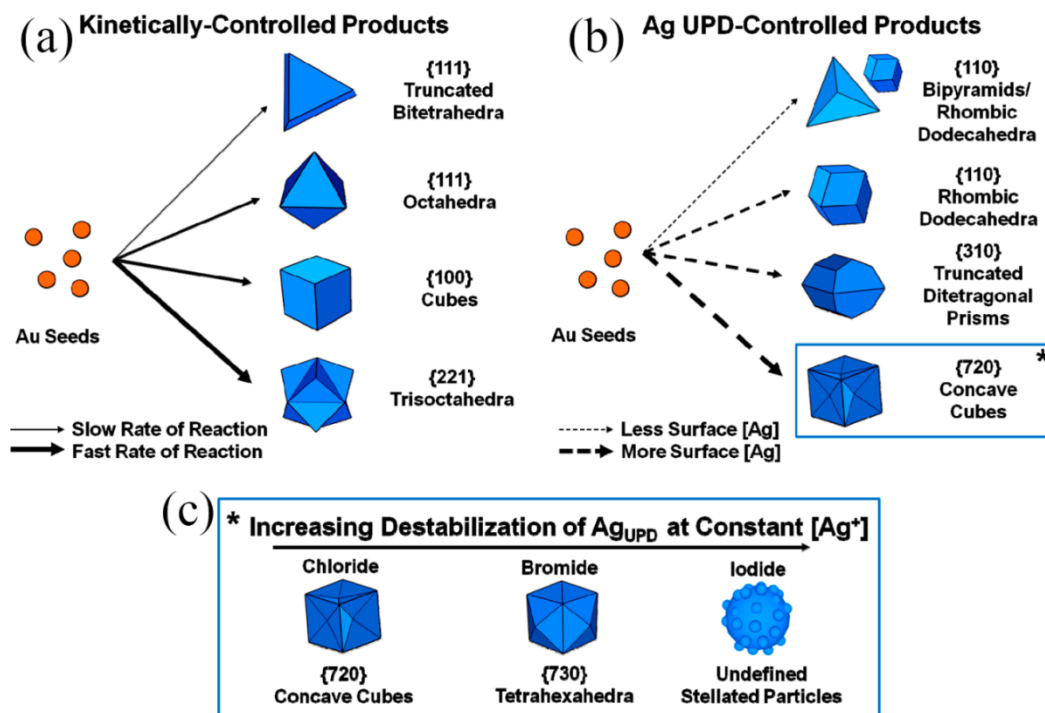 (a) Kinetically-Controlled Products
{111}
Truncated
Bitetrahedra
{111}
Octahedra
{100}
Cubes
{221}
Trisoctahedra
Au Seeds
Slow Rate of Reaction
Fast Rate of Reaction
(b) Ag UPD-Controlled Products
{110}
Bipyramids/
Rhombic
Dodecahedra
{110}
Rhombic
Dodecahedra
{310}
Truncated
Ditetragonal
Prisms
{720} *
Concave
Cubes
Au Seeds
Less Surface [Ag]
More Surface [Ag]
(c)
* Increasing Destabilization of AgUPD at Constant [Ag+]
Chloride Bromide Iodide
{720} {730} Undefined
Concave Cubes Tetrahexahedra Stellated Particles